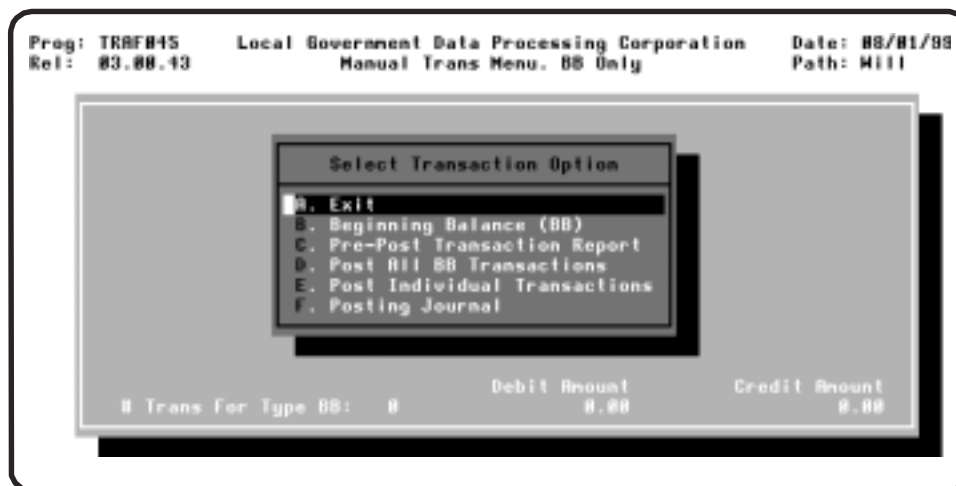 Prog: TRAF045 Local Government Data Processing Corporation Date: 08/01/99
Rel: 03.00.43 Manual Trans Menu. BB Only Path: Will
Select Transaction Option
A. Exit
B. Beginning Balance (BB)
C. Pre-Post Transaction Report
D. Post All BB Transactions
E. Post Individual Transactions
F. Posting Journal
Debit Amount Credit Amount
# Trans For Type BB: 0 0.00 0.00